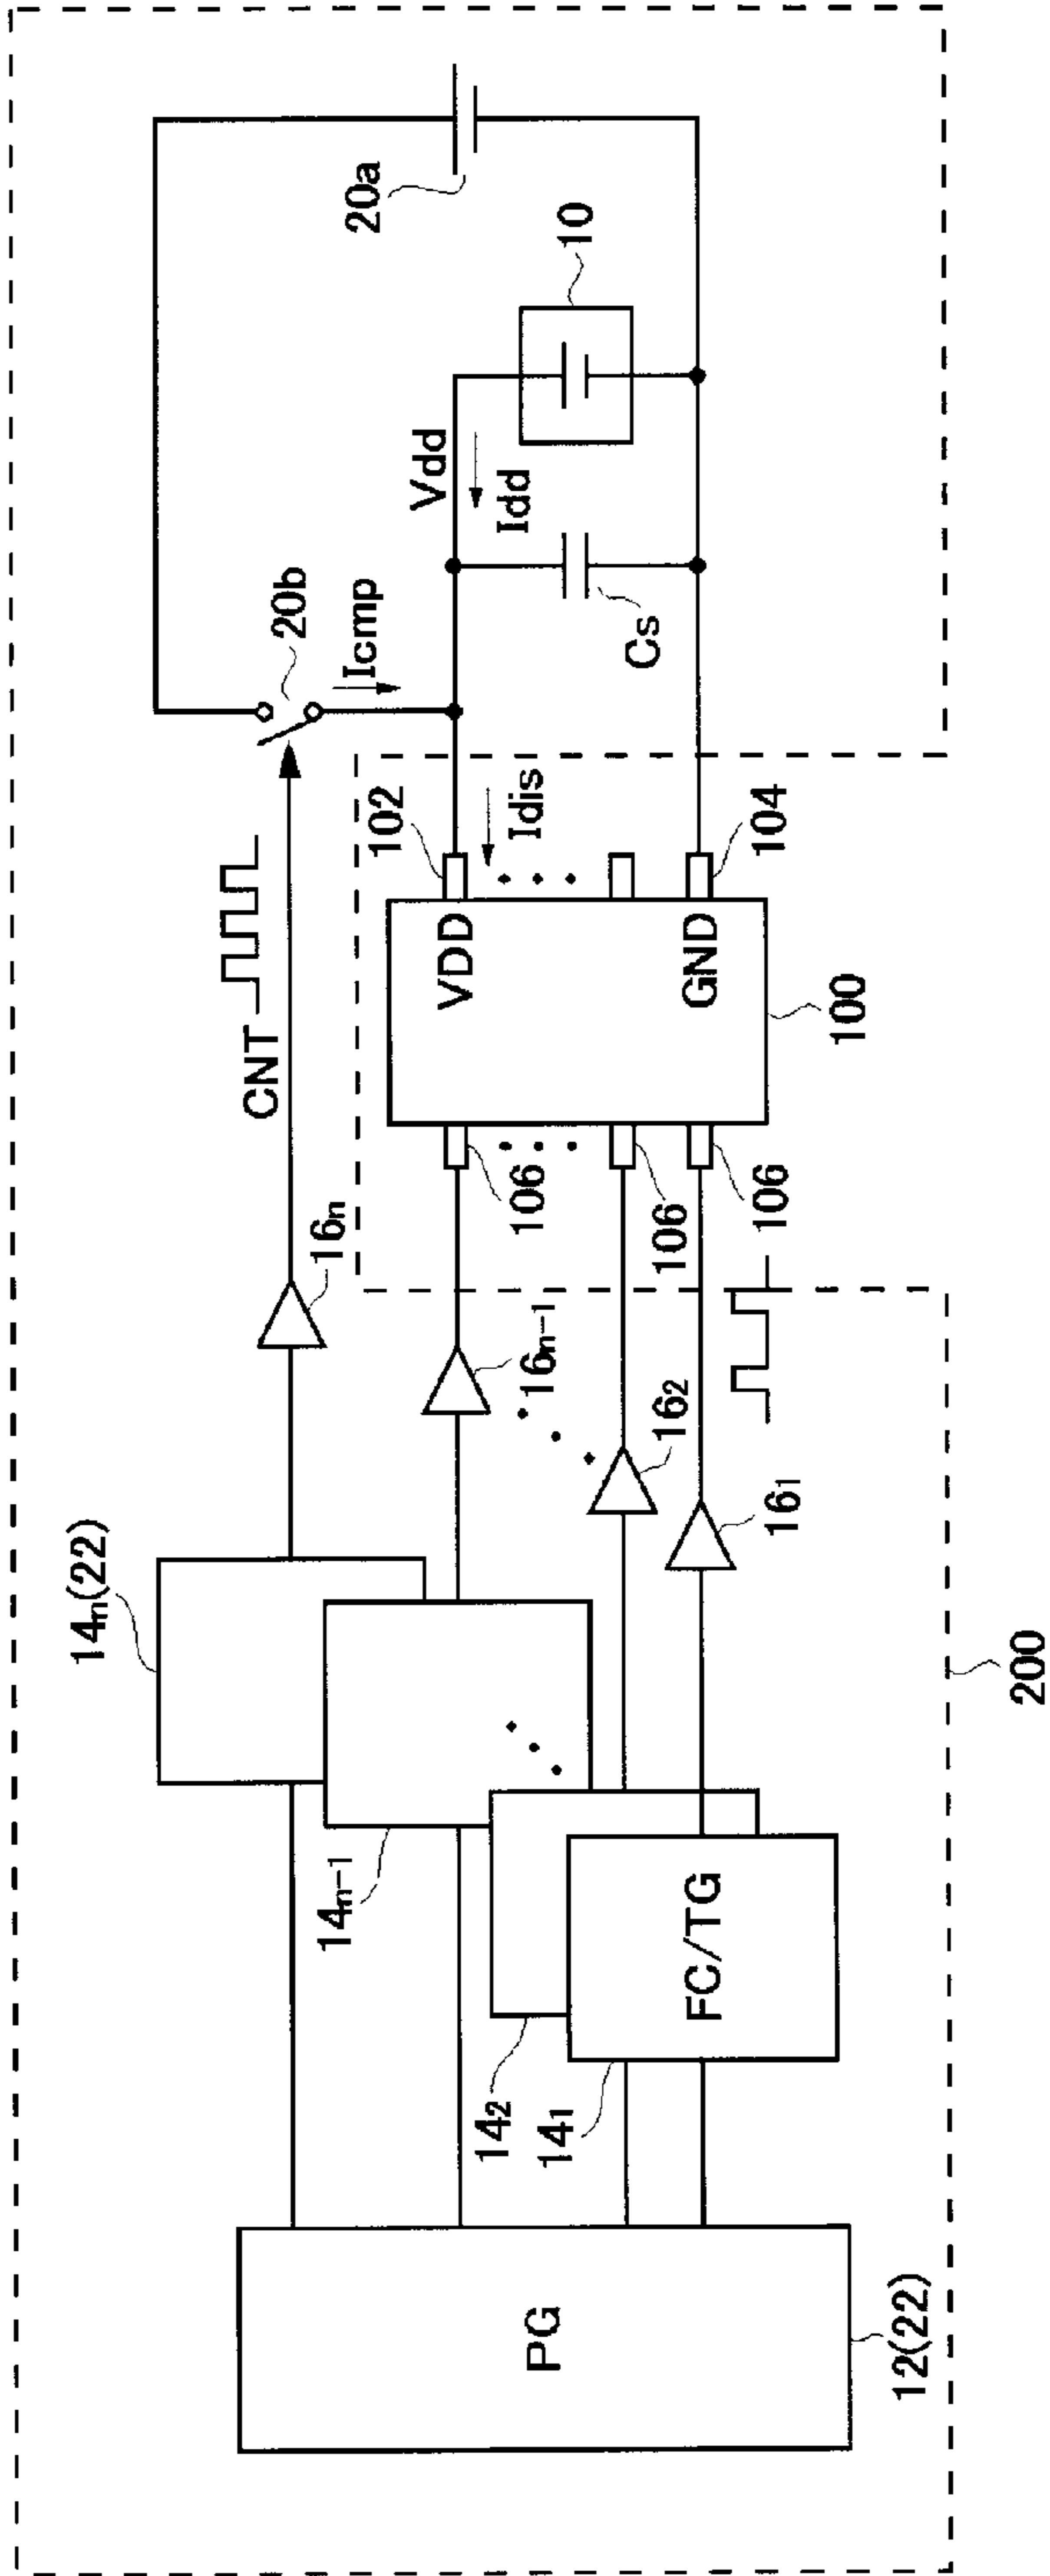 14n(22)
16n
CNT
20b
Icmp
20a
14n-1
16n-1
106
VDD
102
Idis
Vdd
Idd
10
142
162
106
Cs
141
FC/TG
161
106
GND
104
100
PG
12(22)
200